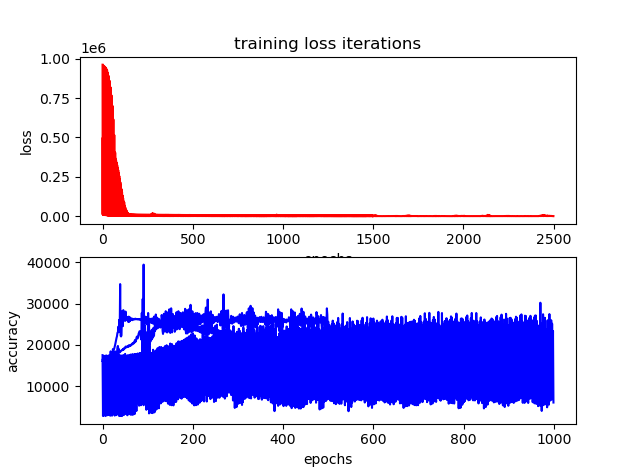 training loss iterations
1e6
1.00
0.75
0.50
0.25
0.00
loss
0 500 1000 1500 2000 2500
epochs
40000
30000
20000
10000
accuracy
0 200 400 600 800 1000
epochs